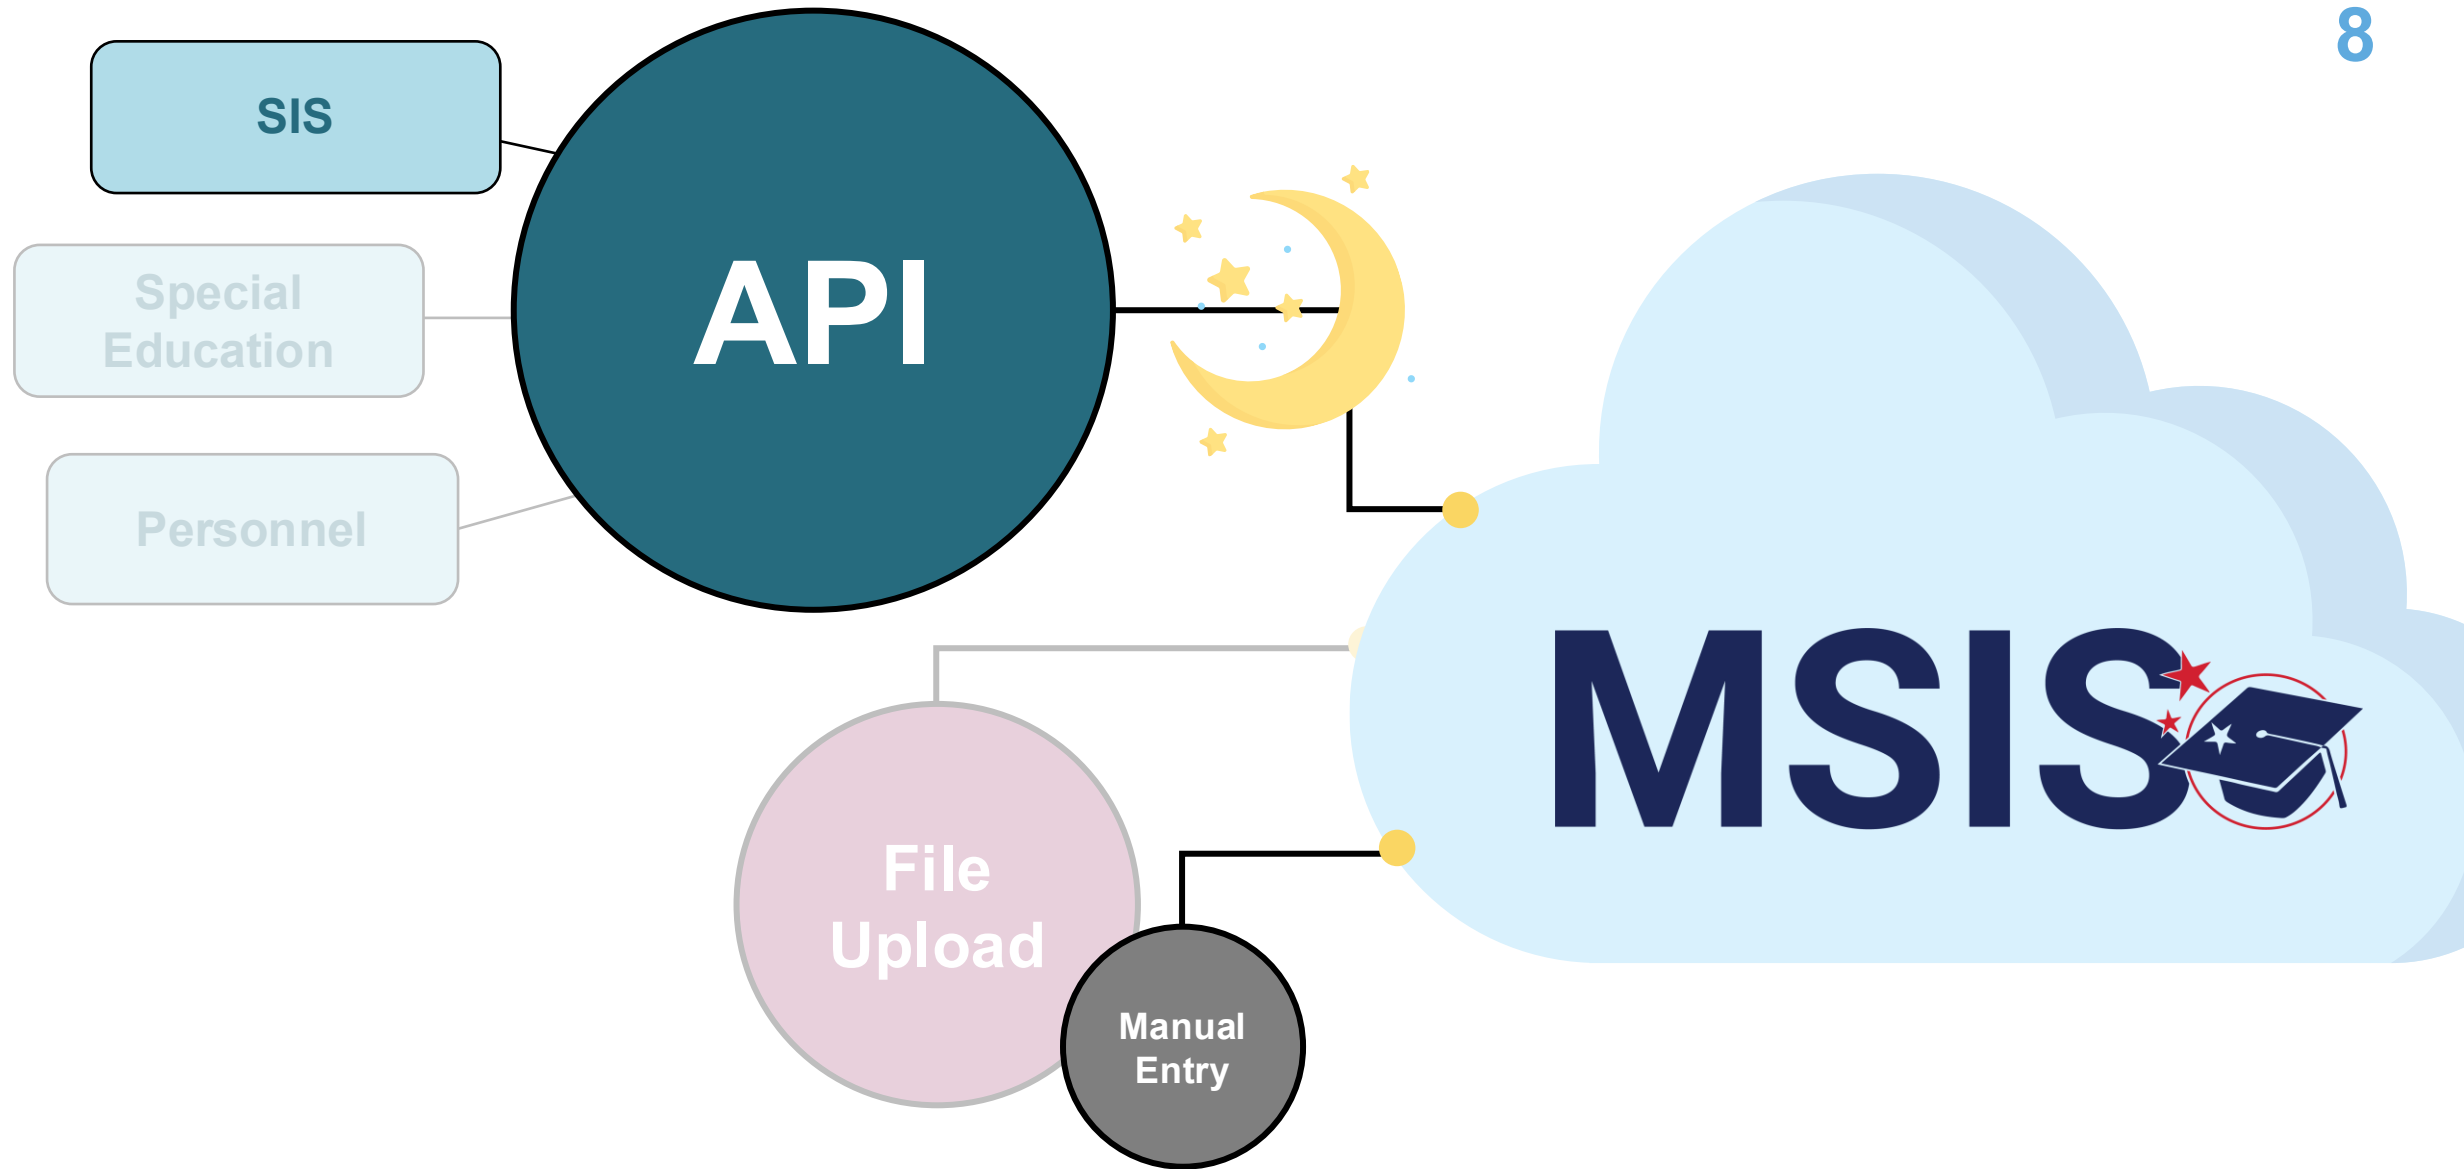 8
SIS
API
Special
Education
Personnel
MSIS
File
Upload
Manual
Entry